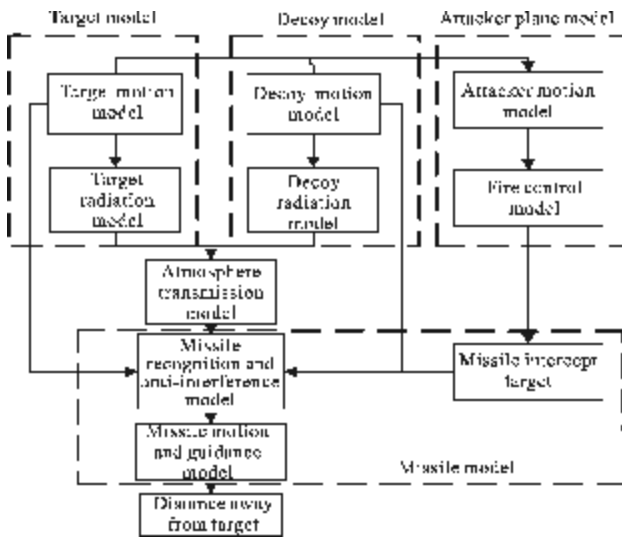 Target model
Decoy model
Attacker plane model
Target motion
model
Decoy motion
model
Attacker motion
model
Target
radiation
model
Decoy
radiation
model
Fire control
model
Atmosphere
transmission
model
Missile
recognition and
anti-interference
model
Missile intercept
target
Missile motion
and guidance
model
Missile model
Distance away
from target